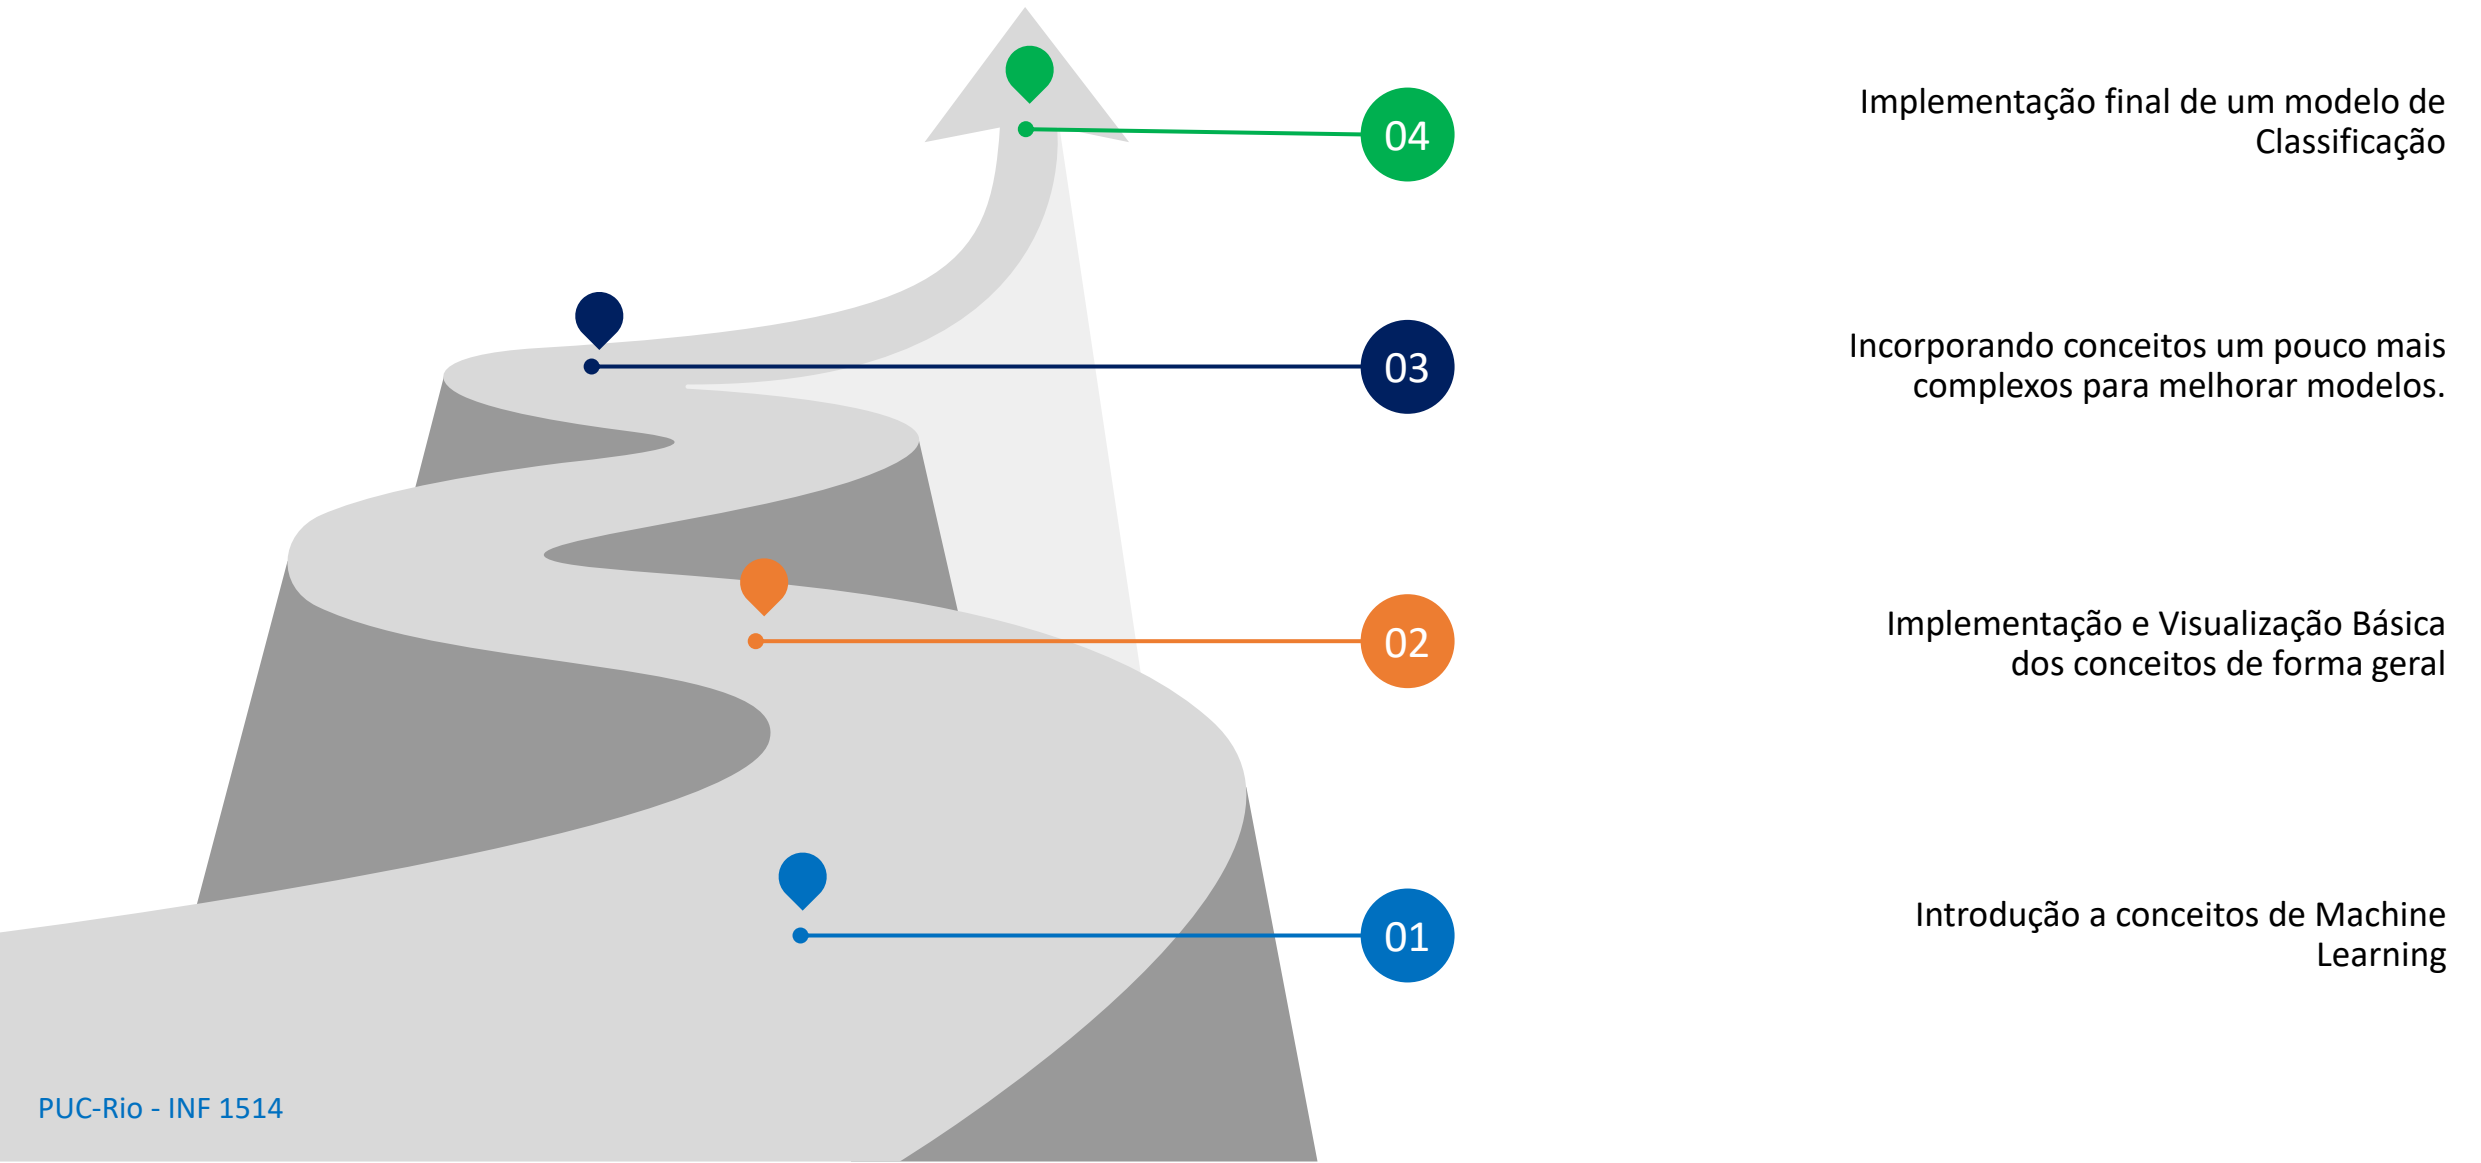 04
Implementação final de um modelo de
Classificação
03
Incorporando conceitos um pouco mais
complexos para melhorar modelos.
02
Implementação e Visualização Básica
dos conceitos de forma geral
01
Introdução a conceitos de Machine
Learning
PUC-Rio - INF 1514